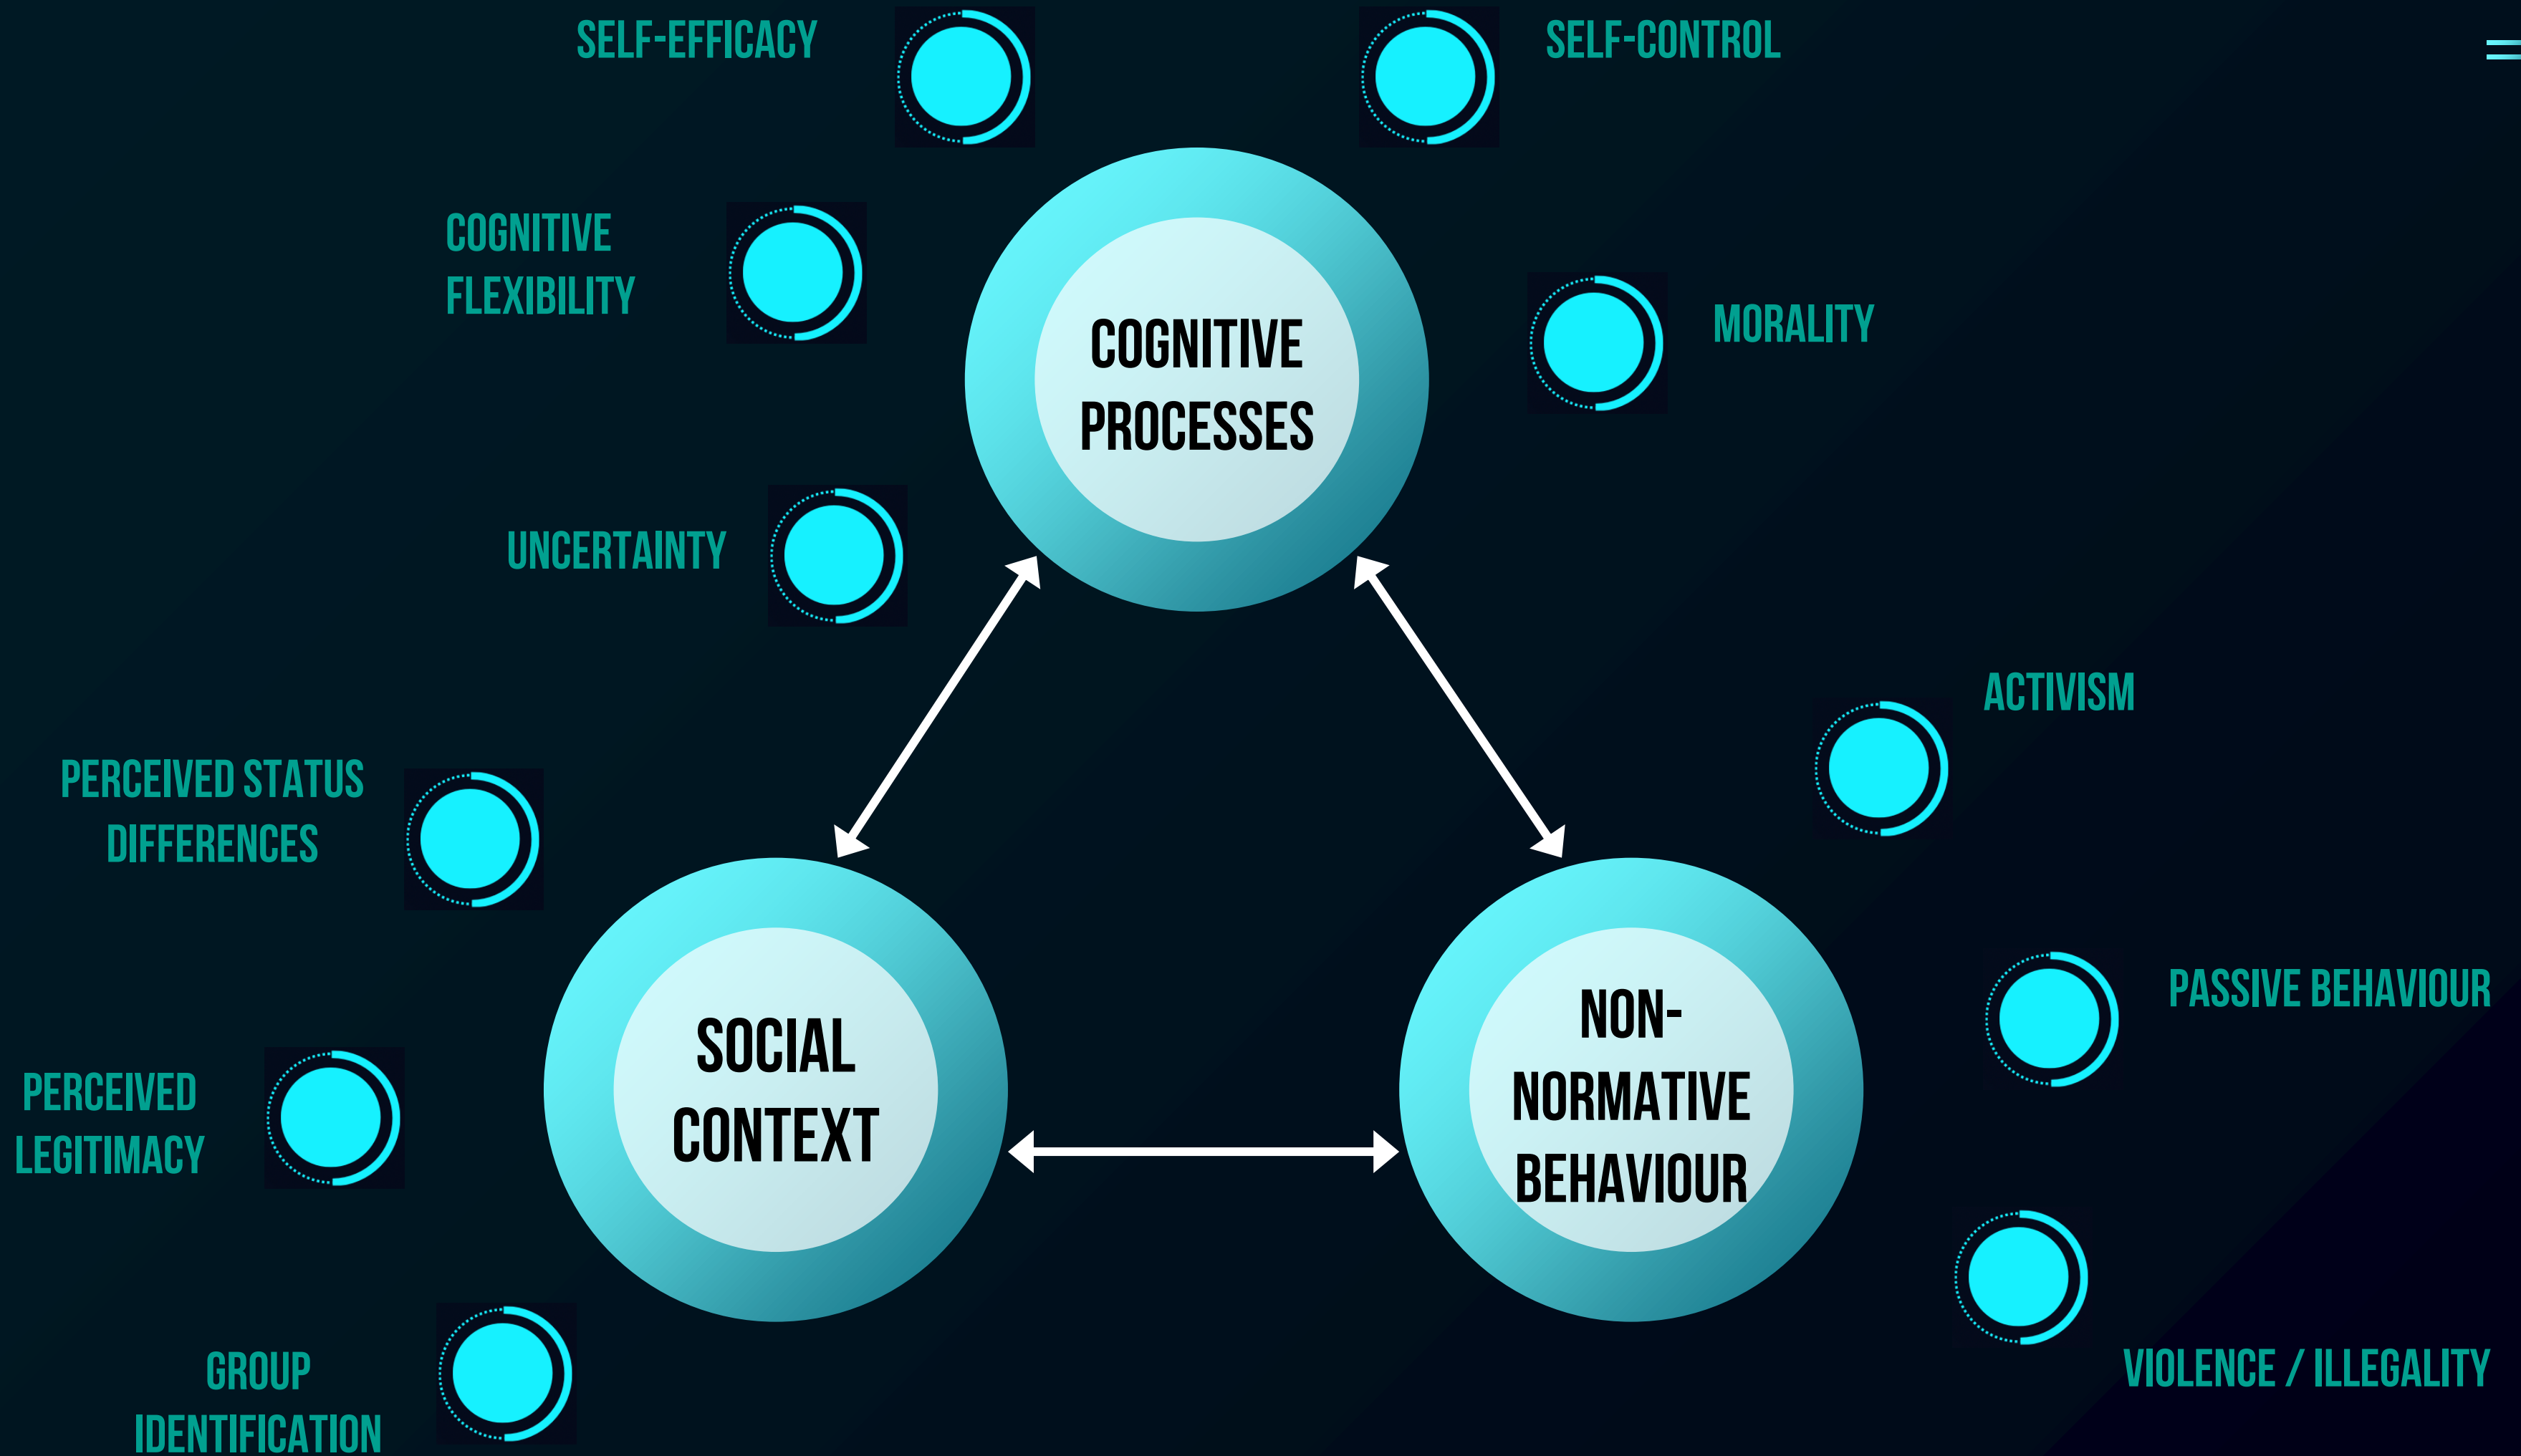 SELF-EFFICACY
SELF-CONTROL
COGNITIVE
FLEXIBILITY
MORALITY
COGNITIVE
PROCESSES
UNCERTAINTY
ACTIVISM
PERCEIVED STATUS
DIFFERENCES
PASSIVE BEHAVIOUR
PERCEIVED
LEGITIMACY
SOCIAL
CONTEXT
NON-
NORMATIVE
BEHAVIOUR
GROUP
IDENTIFICATION
VIOLENCE / ILLEGALITY